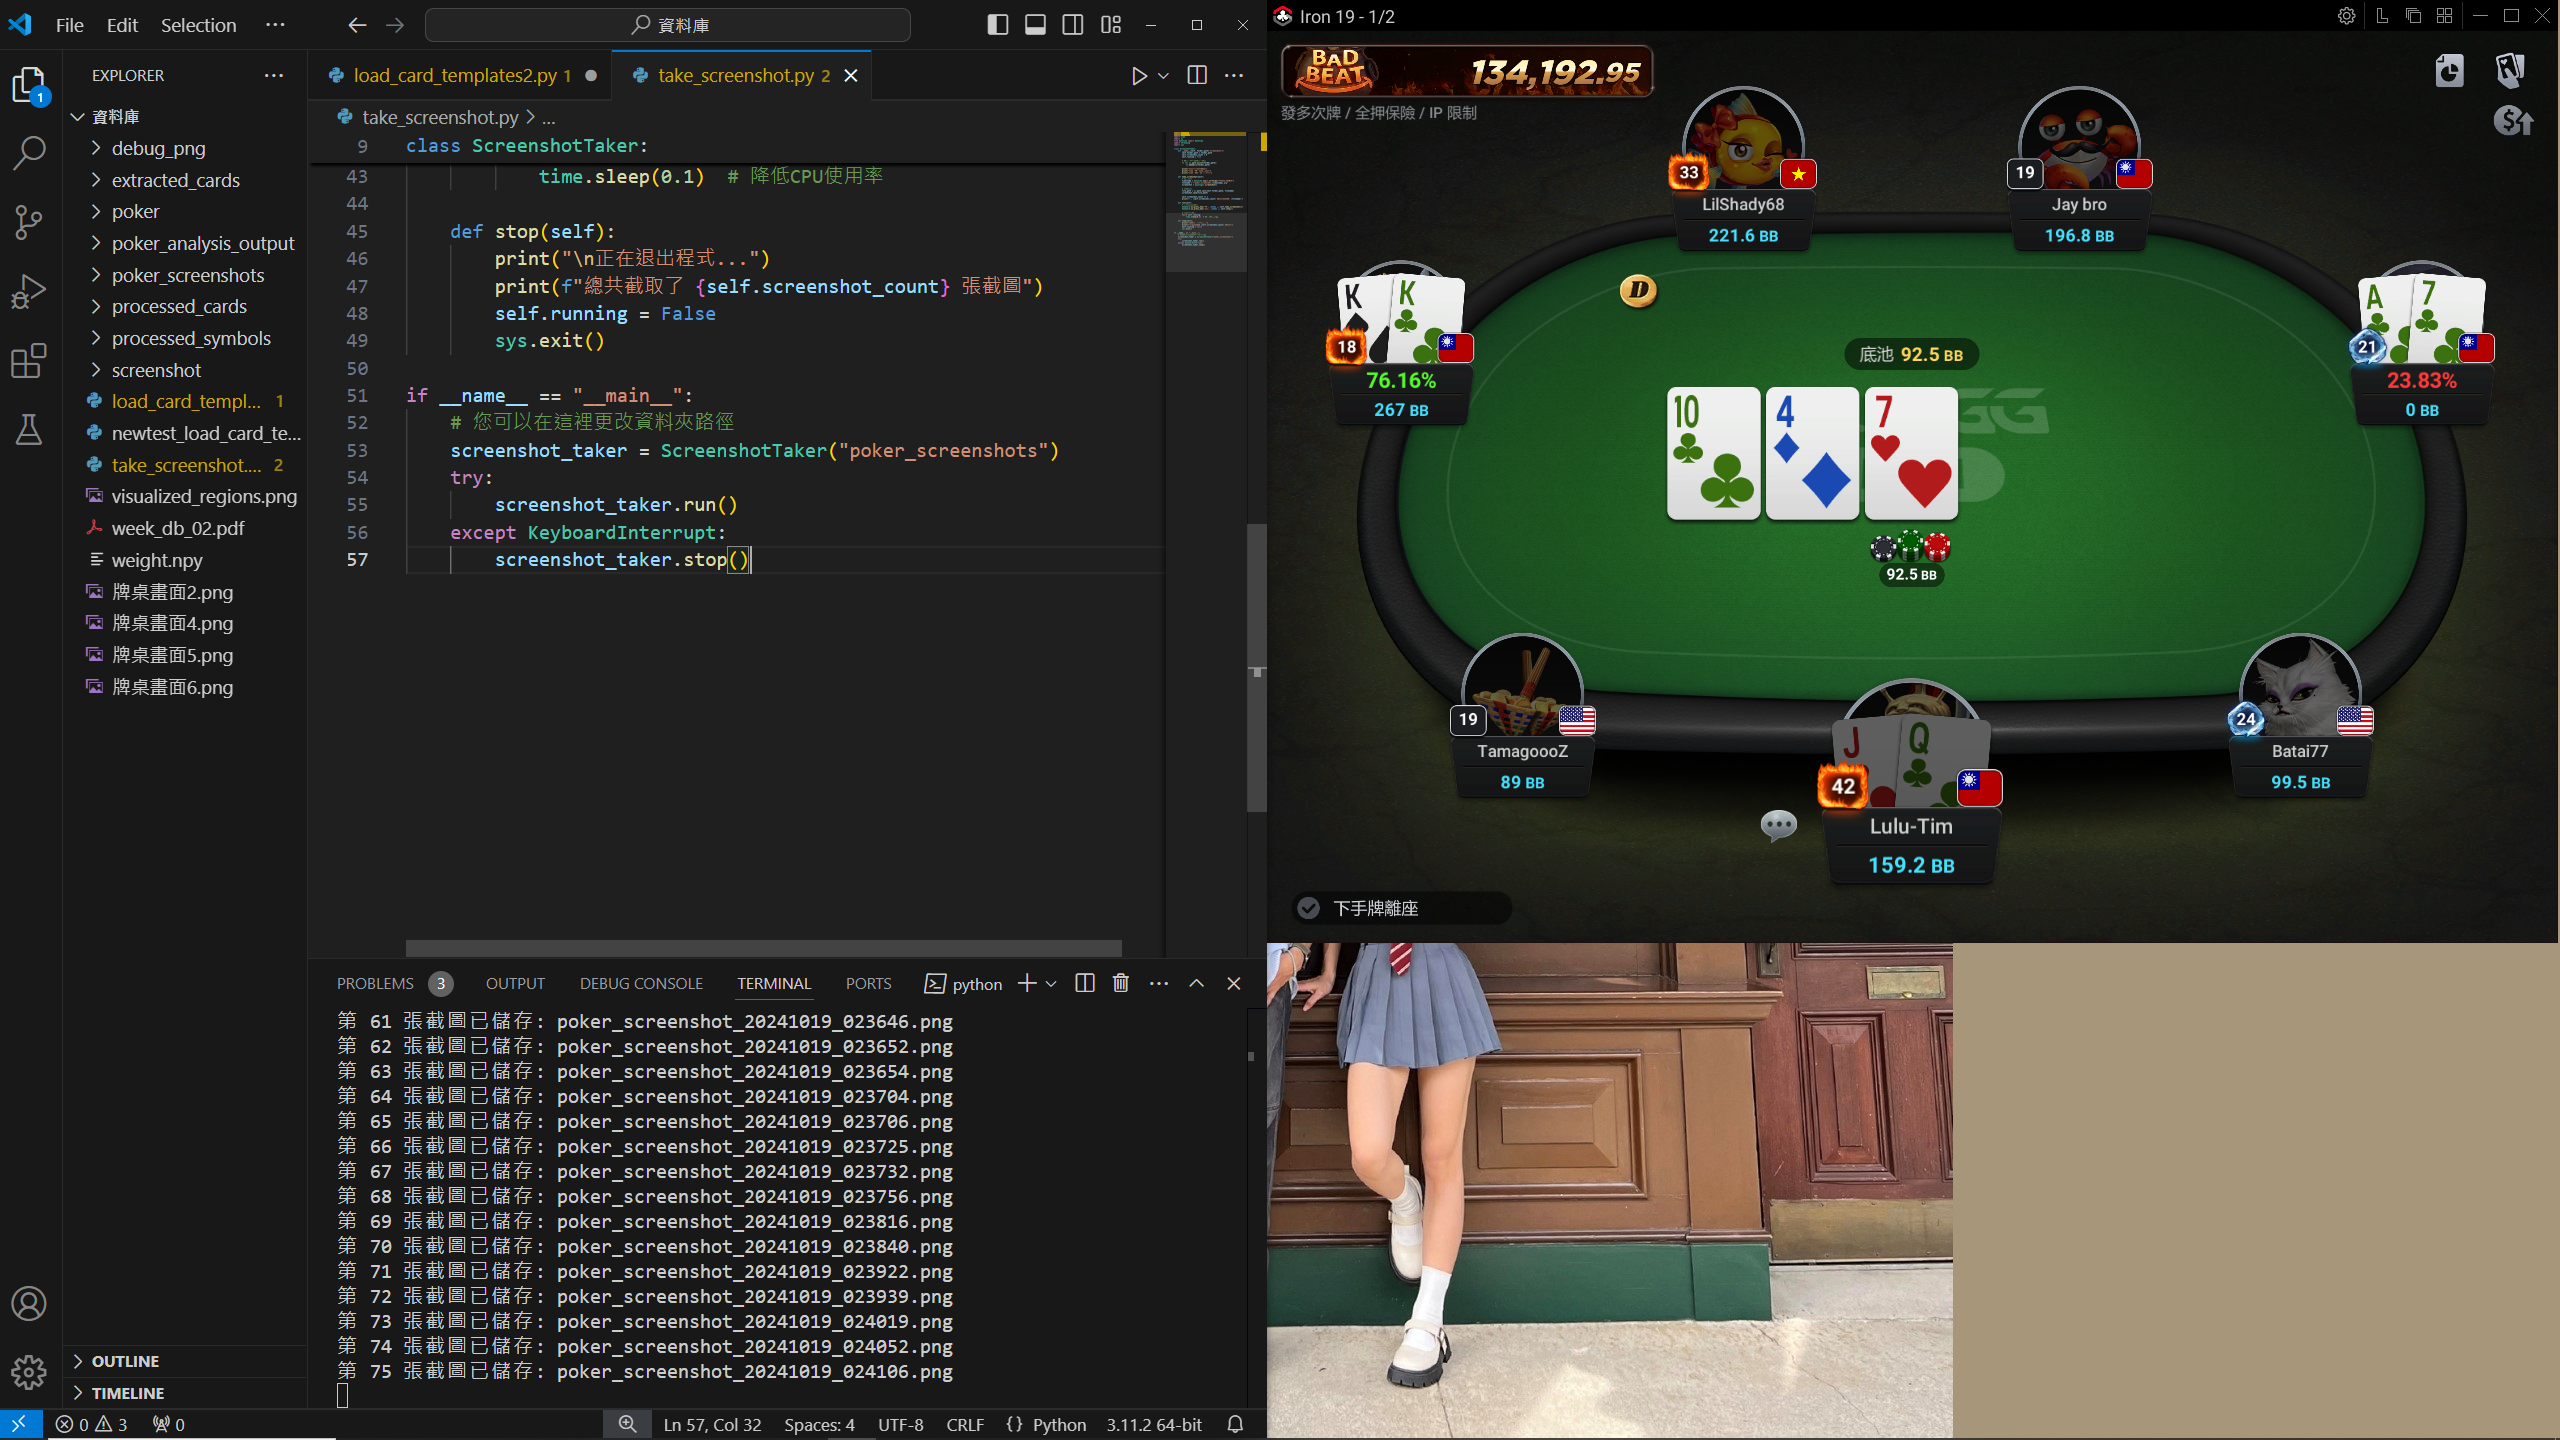 File Edit Selection ···
資料庫
EXPLORER ···
資料庫
debug_png
extracted_cards
poker
poker_analysis_output
poker_screenshots
processed_cards
processed_symbols
screenshot
load_card_templ... 1
newtest_load_card_te...
take_screenshot.... 2
visualized_regions.png
week_db_02.pdf
weight.npy
牌桌畫面2.png
牌桌畫面4.png
牌桌畫面5.png
牌桌畫面6.png
OUTLINE
TIMELINE
1
load_card_templates2.py 1
take_screenshot.py 2
take_screenshot.py > ...
9 class ScreenshotTaker:
43 time.sleep(0.1)  # 降低CPU使用率
44
45 def stop(self):
46 print("\n正在退出程式...")
47 print(f"總共截取了 {self.screenshot_count} 張截圖")
48 self.running = False
49 sys.exit()
50
51 if __name__ == "__main__":
52 # 您可以在這裡更改資料夾路徑
53 screenshot_taker = ScreenshotTaker("poker_screenshots")
54 try:
55 screenshot_taker.run()
56 except KeyboardInterrupt:
57 screenshot_taker.stop()
PROBLEMS 3 OUTPUT DEBUG CONSOLE TERMINAL PORTS python
第 61 張截圖已儲存: poker_screenshot_20241019_023646.png
第 62 張截圖已儲存: poker_screenshot_20241019_023652.png
第 63 張截圖已儲存: poker_screenshot_20241019_023654.png
第 64 張截圖已儲存: poker_screenshot_20241019_023704.png
第 65 張截圖已儲存: poker_screenshot_20241019_023706.png
第 66 張截圖已儲存: poker_screenshot_20241019_023725.png
第 67 張截圖已儲存: poker_screenshot_20241019_023732.png
第 68 張截圖已儲存: poker_screenshot_20241019_023756.png
第 69 張截圖已儲存: poker_screenshot_20241019_023816.png
第 70 張截圖已儲存: poker_screenshot_20241019_023840.png
第 71 張截圖已儲存: poker_screenshot_20241019_023922.png
第 72 張截圖已儲存: poker_screenshot_20241019_023939.png
第 73 張截圖已儲存: poker_screenshot_20241019_024019.png
第 74 張截圖已儲存: poker_screenshot_20241019_024052.png
第 75 張截圖已儲存: poker_screenshot_20241019_024106.png
0 3 0 Ln 57, Col 32 Spaces: 4 UTF-8 CRLF {} Python 3.11.2 64-bit
Iron 19 - 1/2
BAD BEAT 134,192.95
發多次牌 / 全押保險 / IP 限制
33
LilShady68
221.6 BB
19
Jay bro
196.8 BB
K K
18
76.16%
267 BB
D
A 7
21
23.83%
0 BB
底池 92.5 BB
10 4 7
92.5 BB
19
TamagoooZ
89 BB
J Q
42
Lulu-Tim
159.2 BB
24
Batai77
99.5 BB
下手牌離座